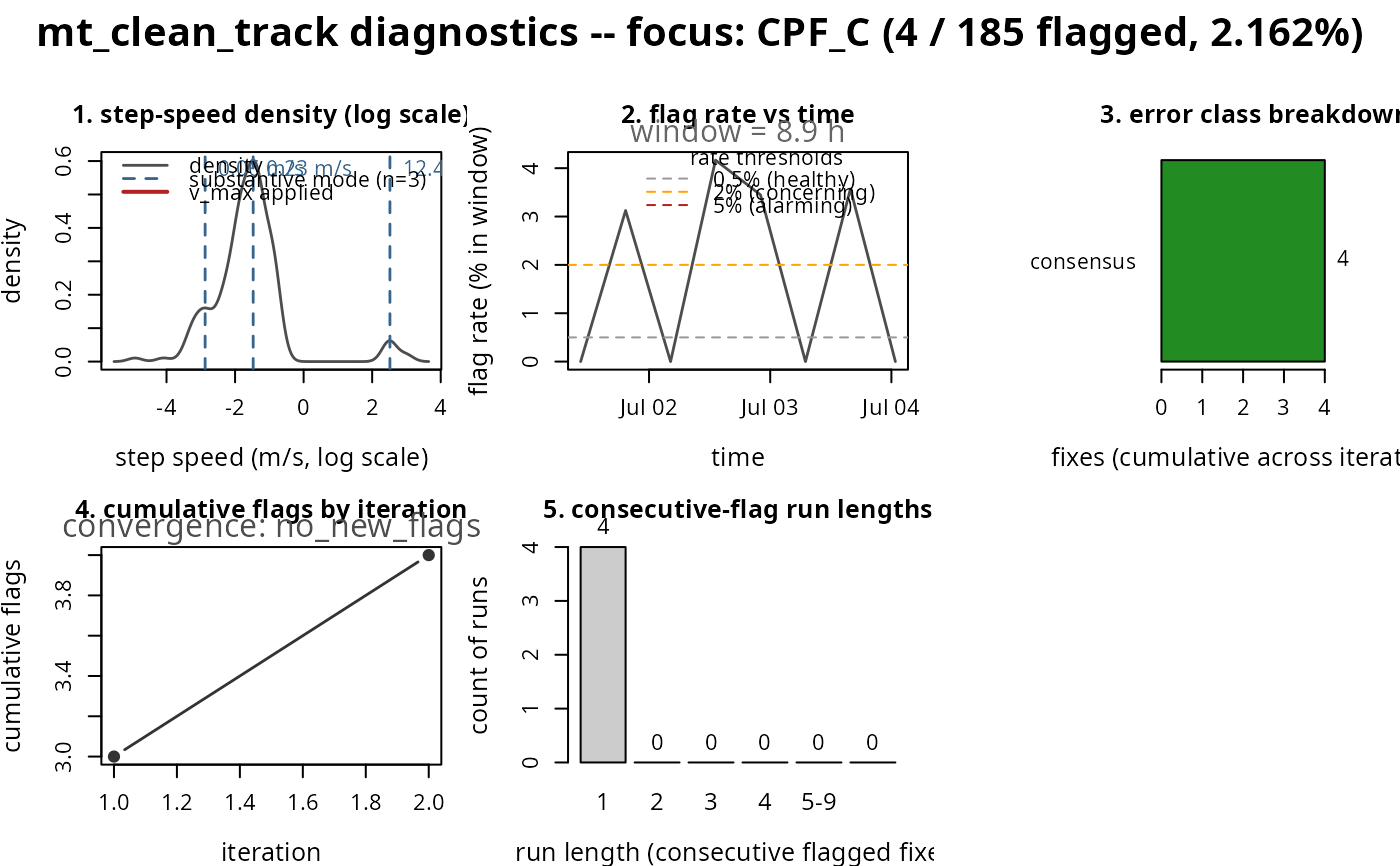 mt_clean_track diagnostics -- focus: CPF_C (4 / 185 flagged, 2.162%)
1. step-speed density (log scale)
density
0.0
0.2
0.4
0.6
density
substantive mode (n=3)
v_max applied
0.23 m/s
12.4
-4
-2
0
2
4
step speed (m/s, log scale)
2. flag rate vs time
window = 8.9 h
flag rate (% in window)
0
1
2
3
4
rate thresholds
0.5% (healthy)
2% (concerning)
5% (alarming)
Jul 02
Jul 03
Jul 04
time
3. error class breakdown
consensus
4
0
1
2
3
4
fixes (cumulative across iterat
4. cumulative flags by iteration
convergence: no_new_flags
cumulative flags
3.0
3.4
3.8
1.0
1.2
1.4
1.6
1.8
2.0
iteration
5. consecutive-flag run lengths
count of runs
0
1
2
3
4
4
0
0
0
0
0
1
2
3
4
5-9
run length (consecutive flagged fixe